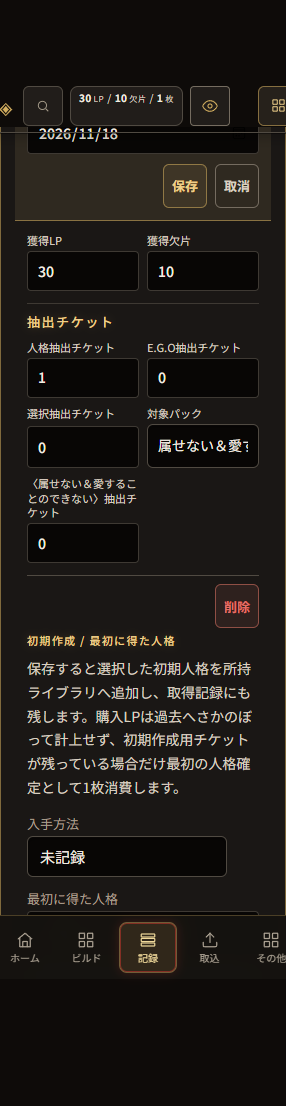 30 LP / 10 欠片 / 1 枚
2026/11/18
保存
取消
獲得LP
獲得欠片
30
10
抽出チケット
人格抽出チケット
E.G.O抽出チケット
1
0
選択抽出チケット
対象パック
0
属せない＆愛す
〈属せない＆愛するこ
とのできない〉抽出チ
ケット
0
削除
初期作成 / 最初に得た人格
保存すると選択した初期人格を所持
ライブラリへ追加し、取得記録にも
残します。購入LPは過去へさかのぼ
って計上せず、初期作成用チケット
が残っている場合だけ最初の人格確
定として1枚消費します。
入手方法
未記録
最初に得た人格
ホーム
ビルド
記録
取込
その他